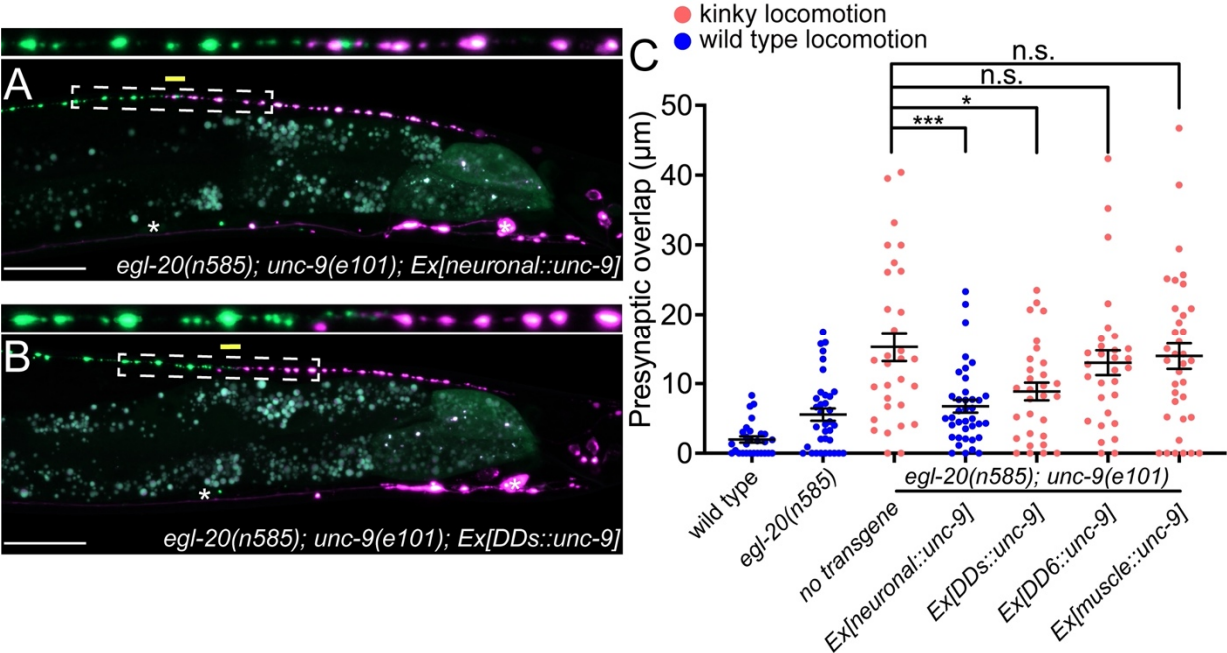 kinky locomotion
wild type locomotion
A
egl-20(n585); unc-9(e101); Ex[neuronal::unc-9]
B
egl-20(n585); unc-9(e101); Ex[DDs::unc-9]
C
n.s.
n.s.
*
***
Presynaptic overlap (µm)
50
40
30
20
10
0
egl-20(n585); unc-9(e101)
wild type
egl-20(n585)
no transgene
Ex[neuronal::unc-9]
Ex[DDs::unc-9]
Ex[DD6::unc-9]
Ex[muscle::unc-9]